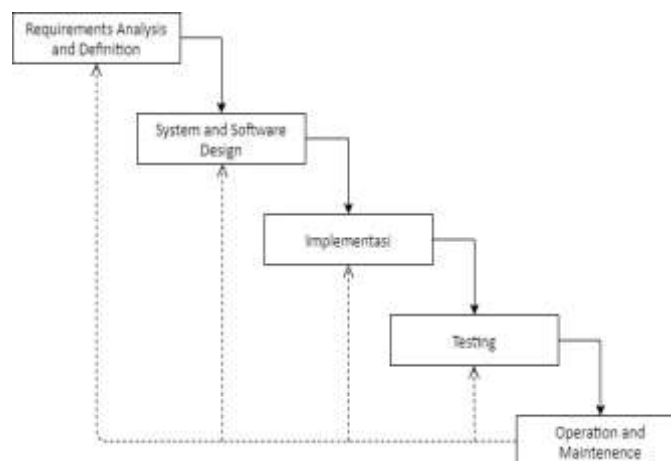 Requirements Analysis
and Definition
System and Software
Design
Implementasi
Testing
Operation and
Maintenence